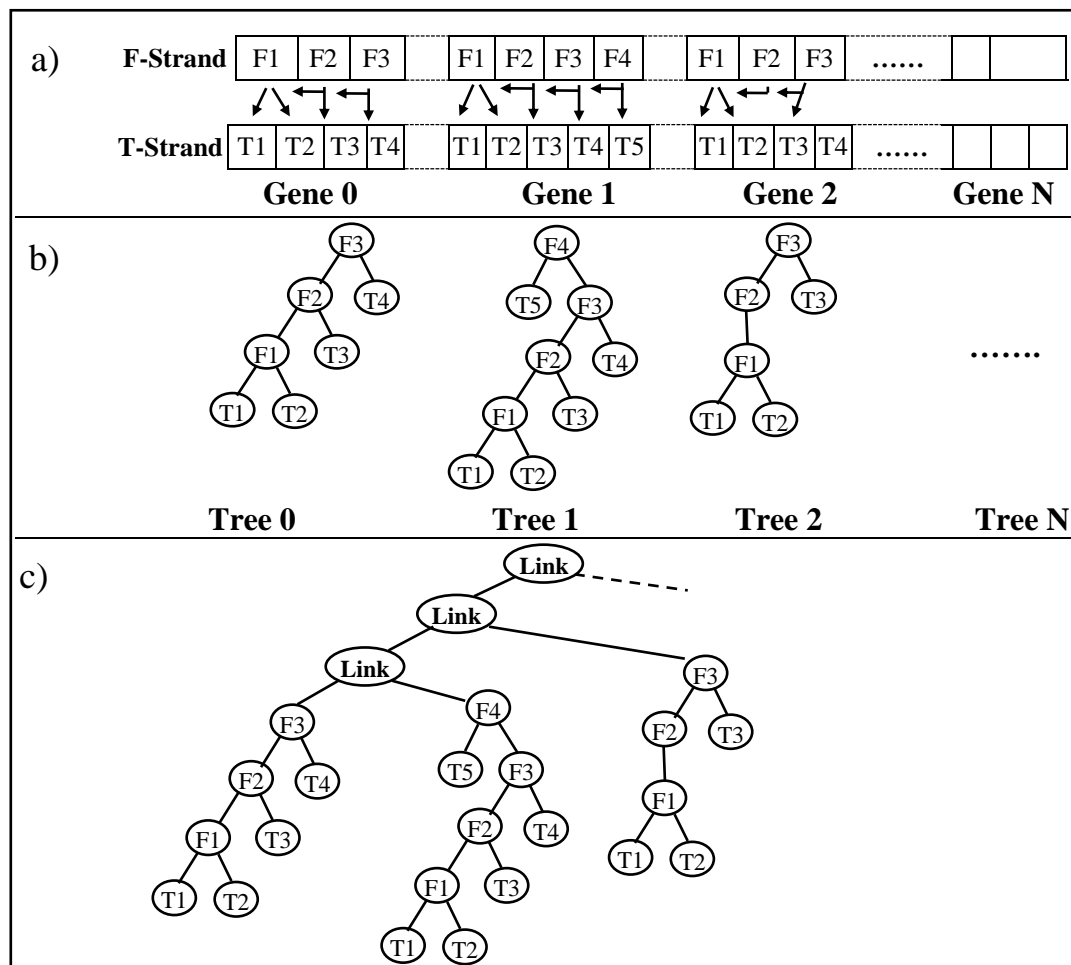 a)
F-Strand F1 F2 F3 F1 F2 F3 F4 F1 F2 F3 ......
T-Strand T1 T2 T3 T4 T1 T2 T3 T4 T5 T1 T2 T3 T4 ......
Gene 0 Gene 1 Gene 2 Gene N
b)
F3 F4 F3
F2 T4 T5 F3 F2 T3
F1 T3 F2 T4 F1 .......
T1 T2 F1 T3 T1 T2
T1 T2
Tree 0 Tree 1 Tree 2 Tree N
c)
Link
Link
Link F3
F3 F4 F2 T3
F2 T4 T5 F3 F1
F1 T3 F2 T4 T1 T2
T1 T2 F1 T3
T1 T2